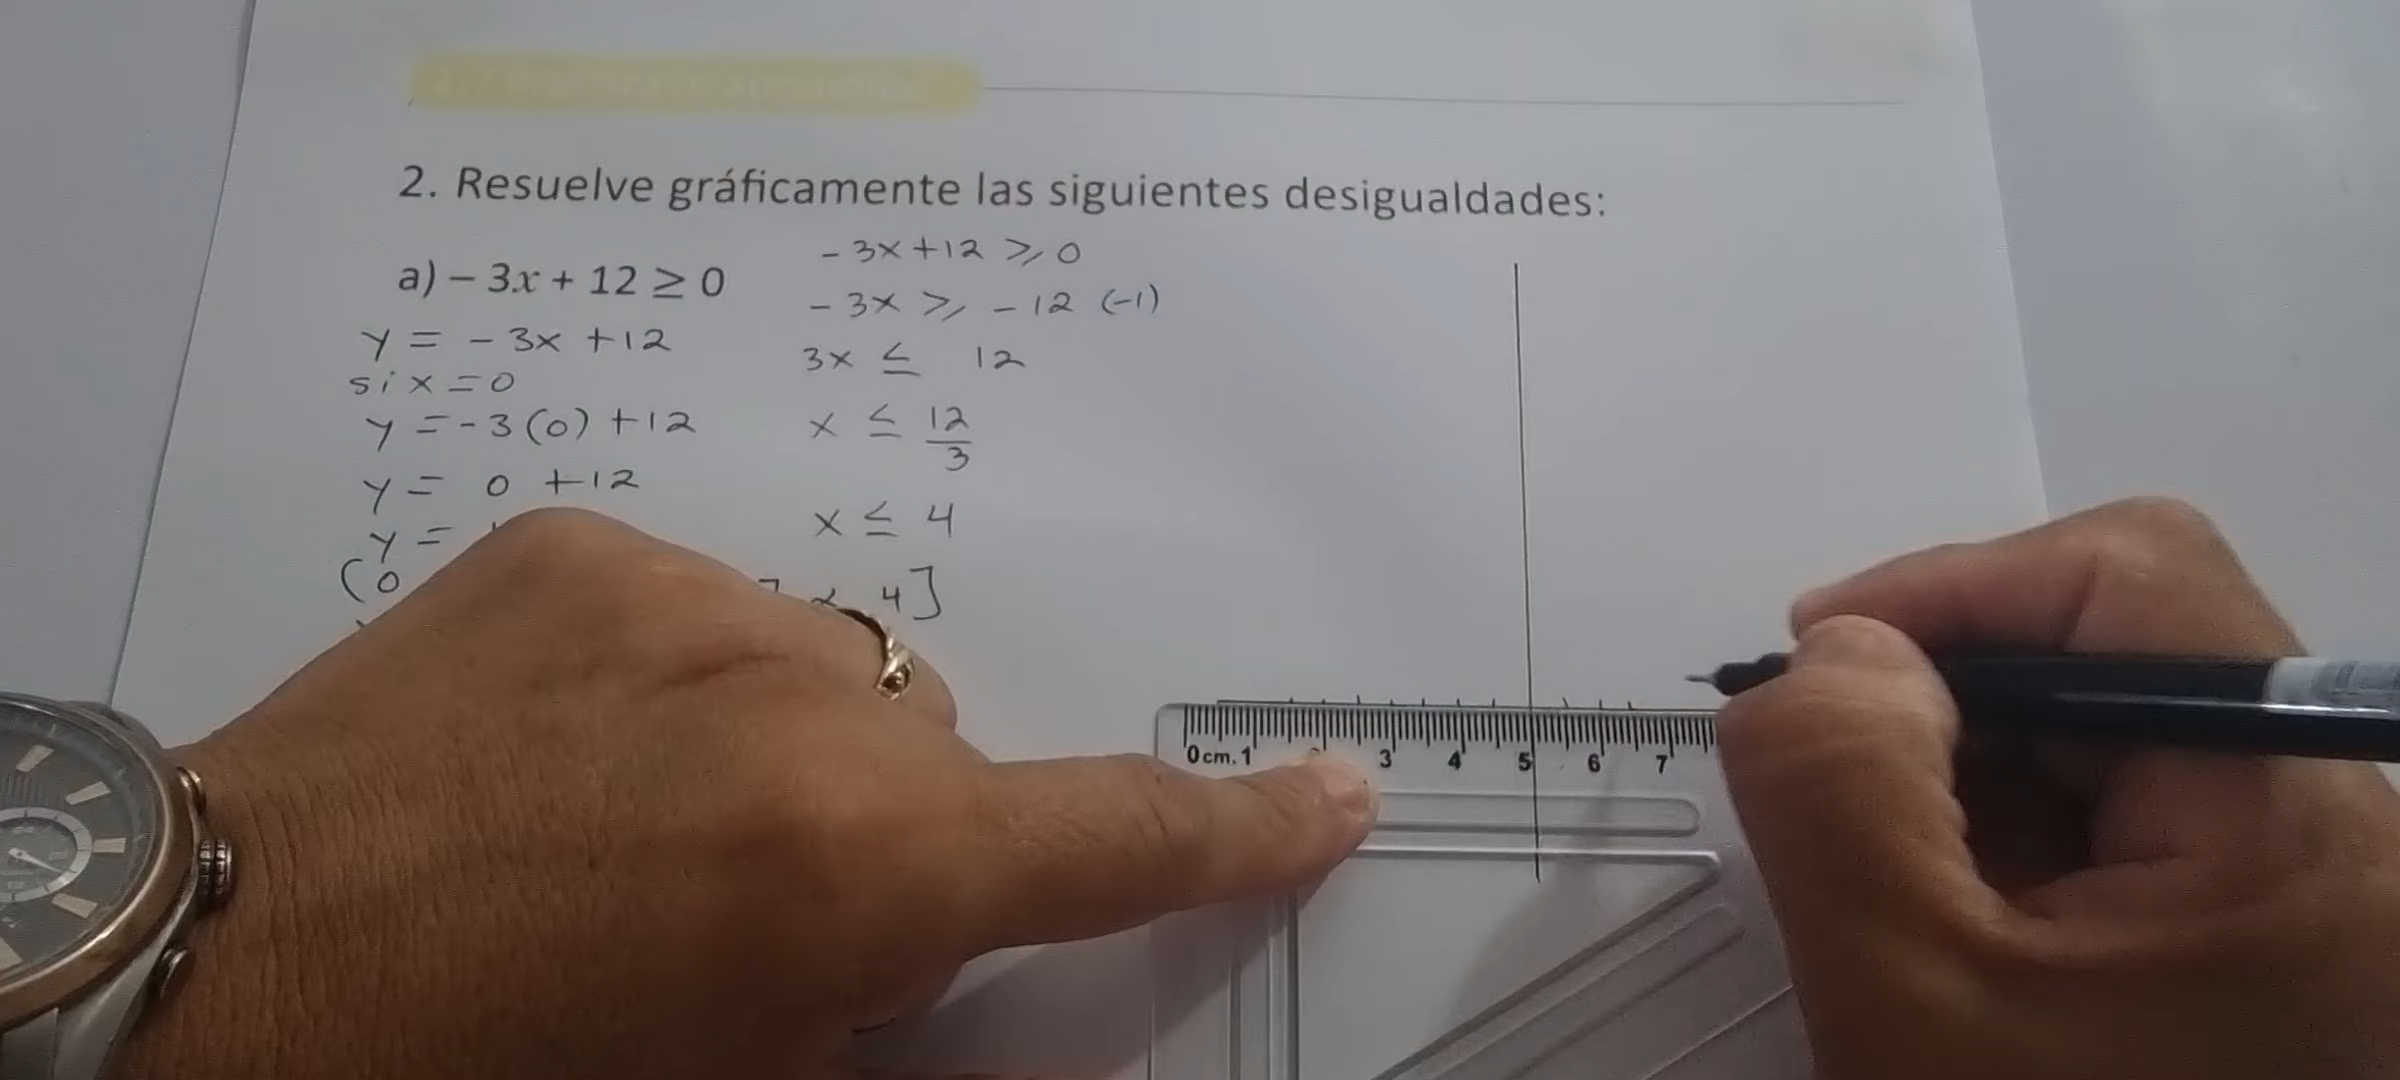 2. Resuelve gráficamente las siguientes desigualdades:
a) – 3x + 12 ≥ 0
y = - 3x + 12
si x = 0
y = - 3 (0) + 12
y = 0 + 12
y =
(0
- 3x + 12 ≥ 0
- 3x ≥ - 12 (-1)
3x ≤ 12
x ≤ 12/3
x ≤ 4
4]
0 cm. 1 3 4 5 6 7